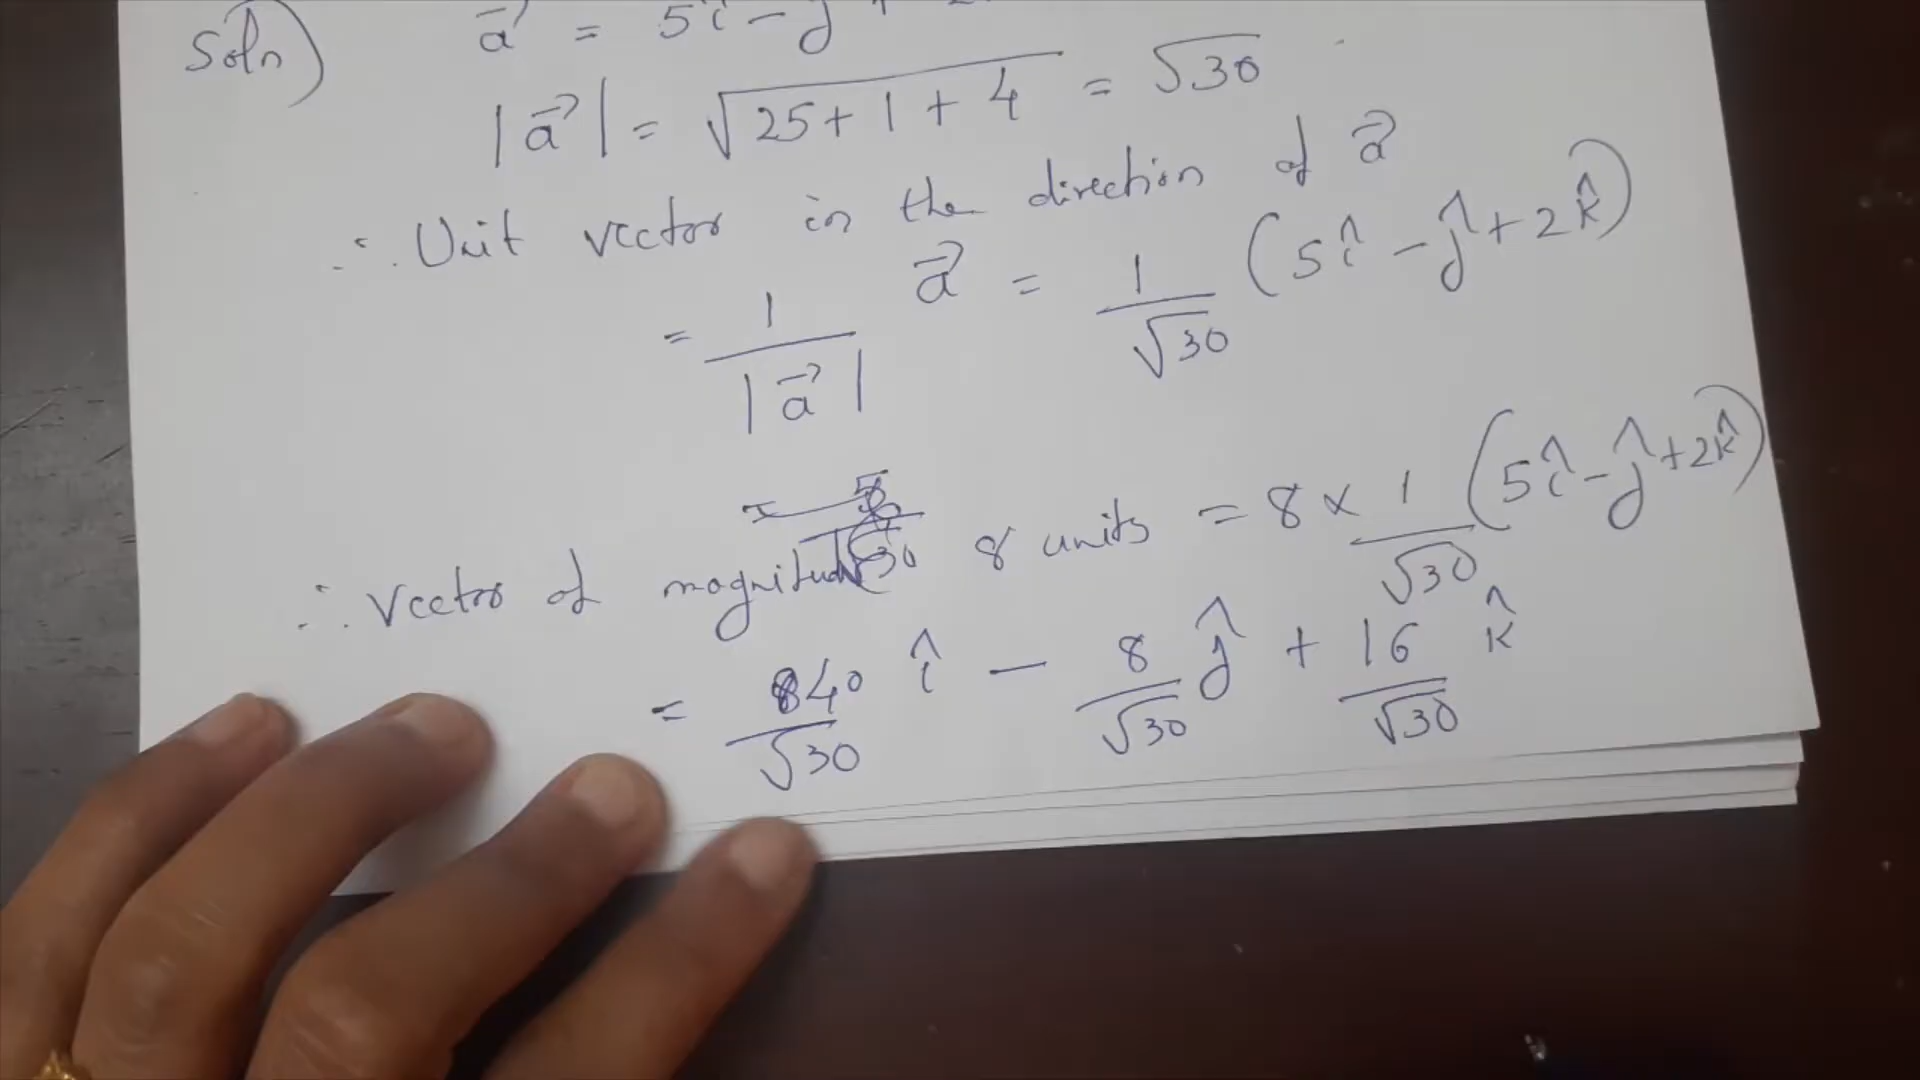 Soln) a⃗ = 5î - ĵ
|a⃗| = √25 + 1 + 4 = √30
∴ Unit vector in the direction of a⃗
= 1/|a⃗| a⃗ = 1/√30 (5î - ĵ + 2k̂)
∴ Vector of magnitude 8 units = 8 × 1/√30 (5î - ĵ + 2k̂)
= 40/√30 î - 8/√30 ĵ + 16/√30 k̂